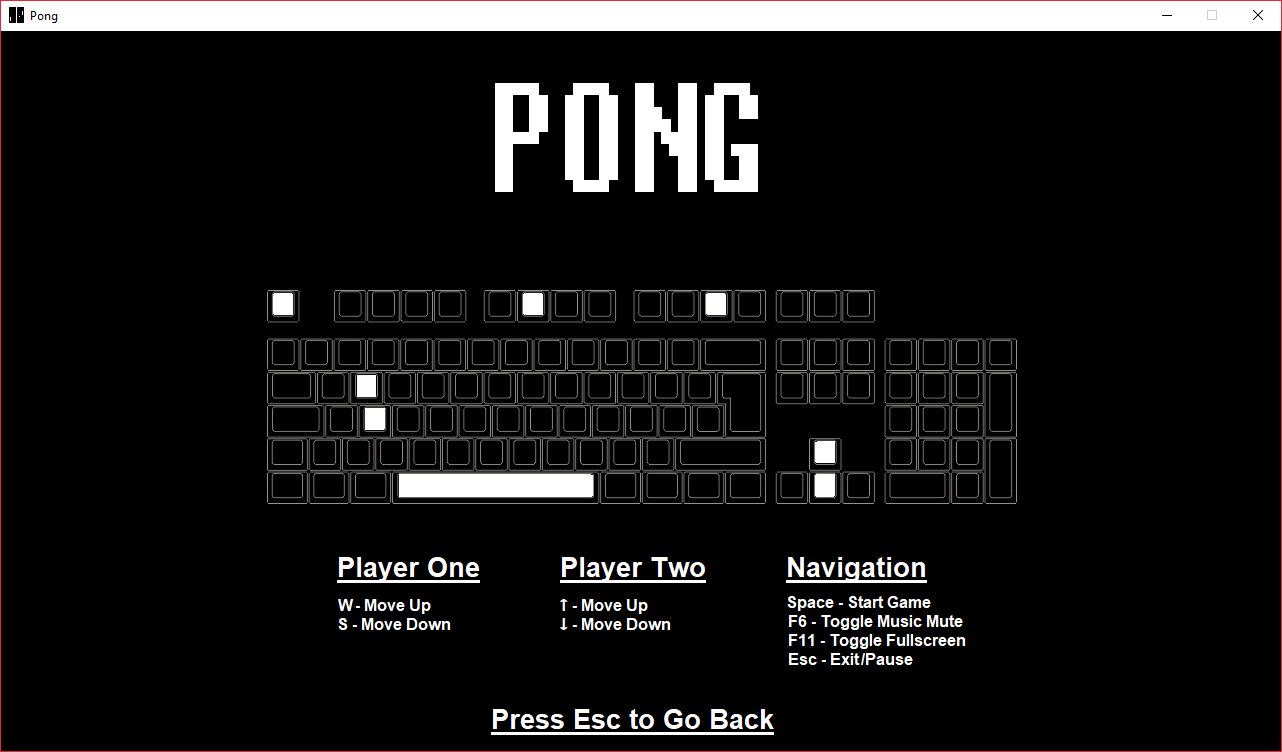 Pong
PONG
Player One
W - Move Up
S - Move Down
Player Two
↑ - Move Up
↓ - Move Down
Navigation
Space - Start Game
F6 - Toggle Music Mute
F11 - Toggle Fullscreen
Esc - Exit/Pause
Press Esc to Go Back